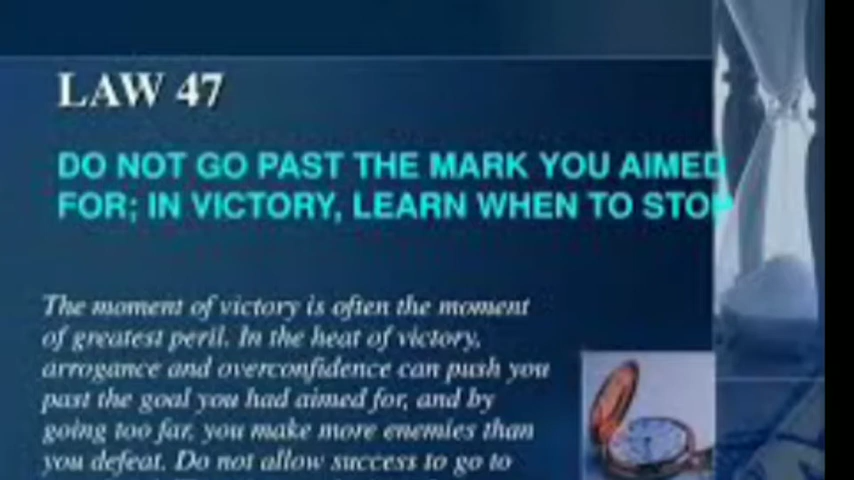 LAW 47
DO NOT GO PAST THE MARK YOU AIMED
FOR; IN VICTORY, LEARN WHEN TO STOP
The moment of victory is often the moment
of greatest peril. In the heat of victory,
arrogance and overconfidence can push you
past the goal you had aimed for, and by
going too far, you make more enemies than
you defeat. Do not allow success to go to